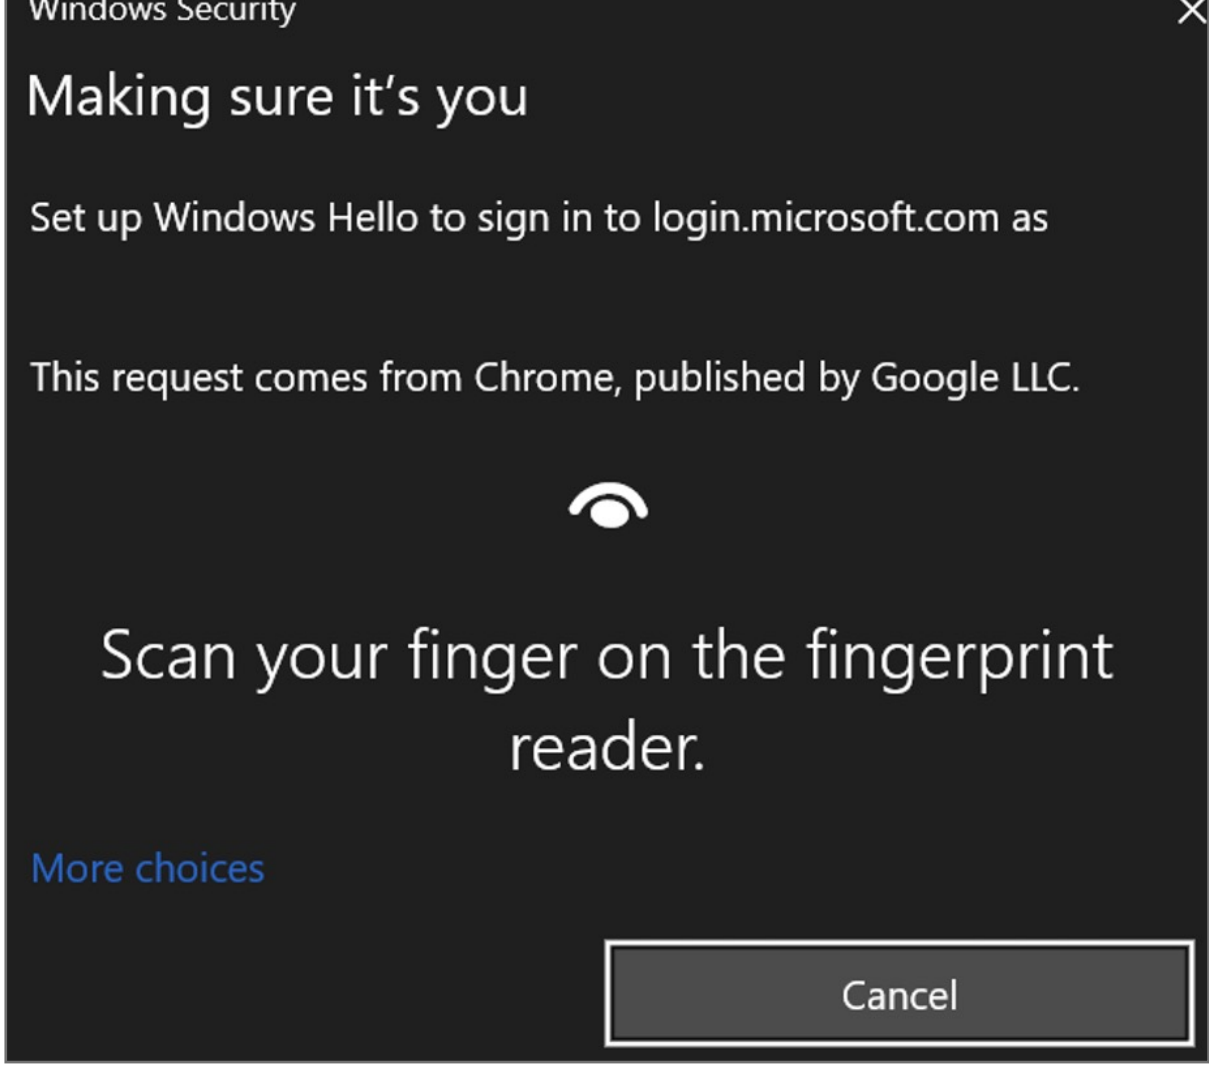 Windows Security
Making sure it's you
Set up Windows Hello to sign in to login.microsoft.com as
This request comes from Chrome, published by Google LLC.
Scan your finger on the fingerprint
reader.
More choices
Cancel